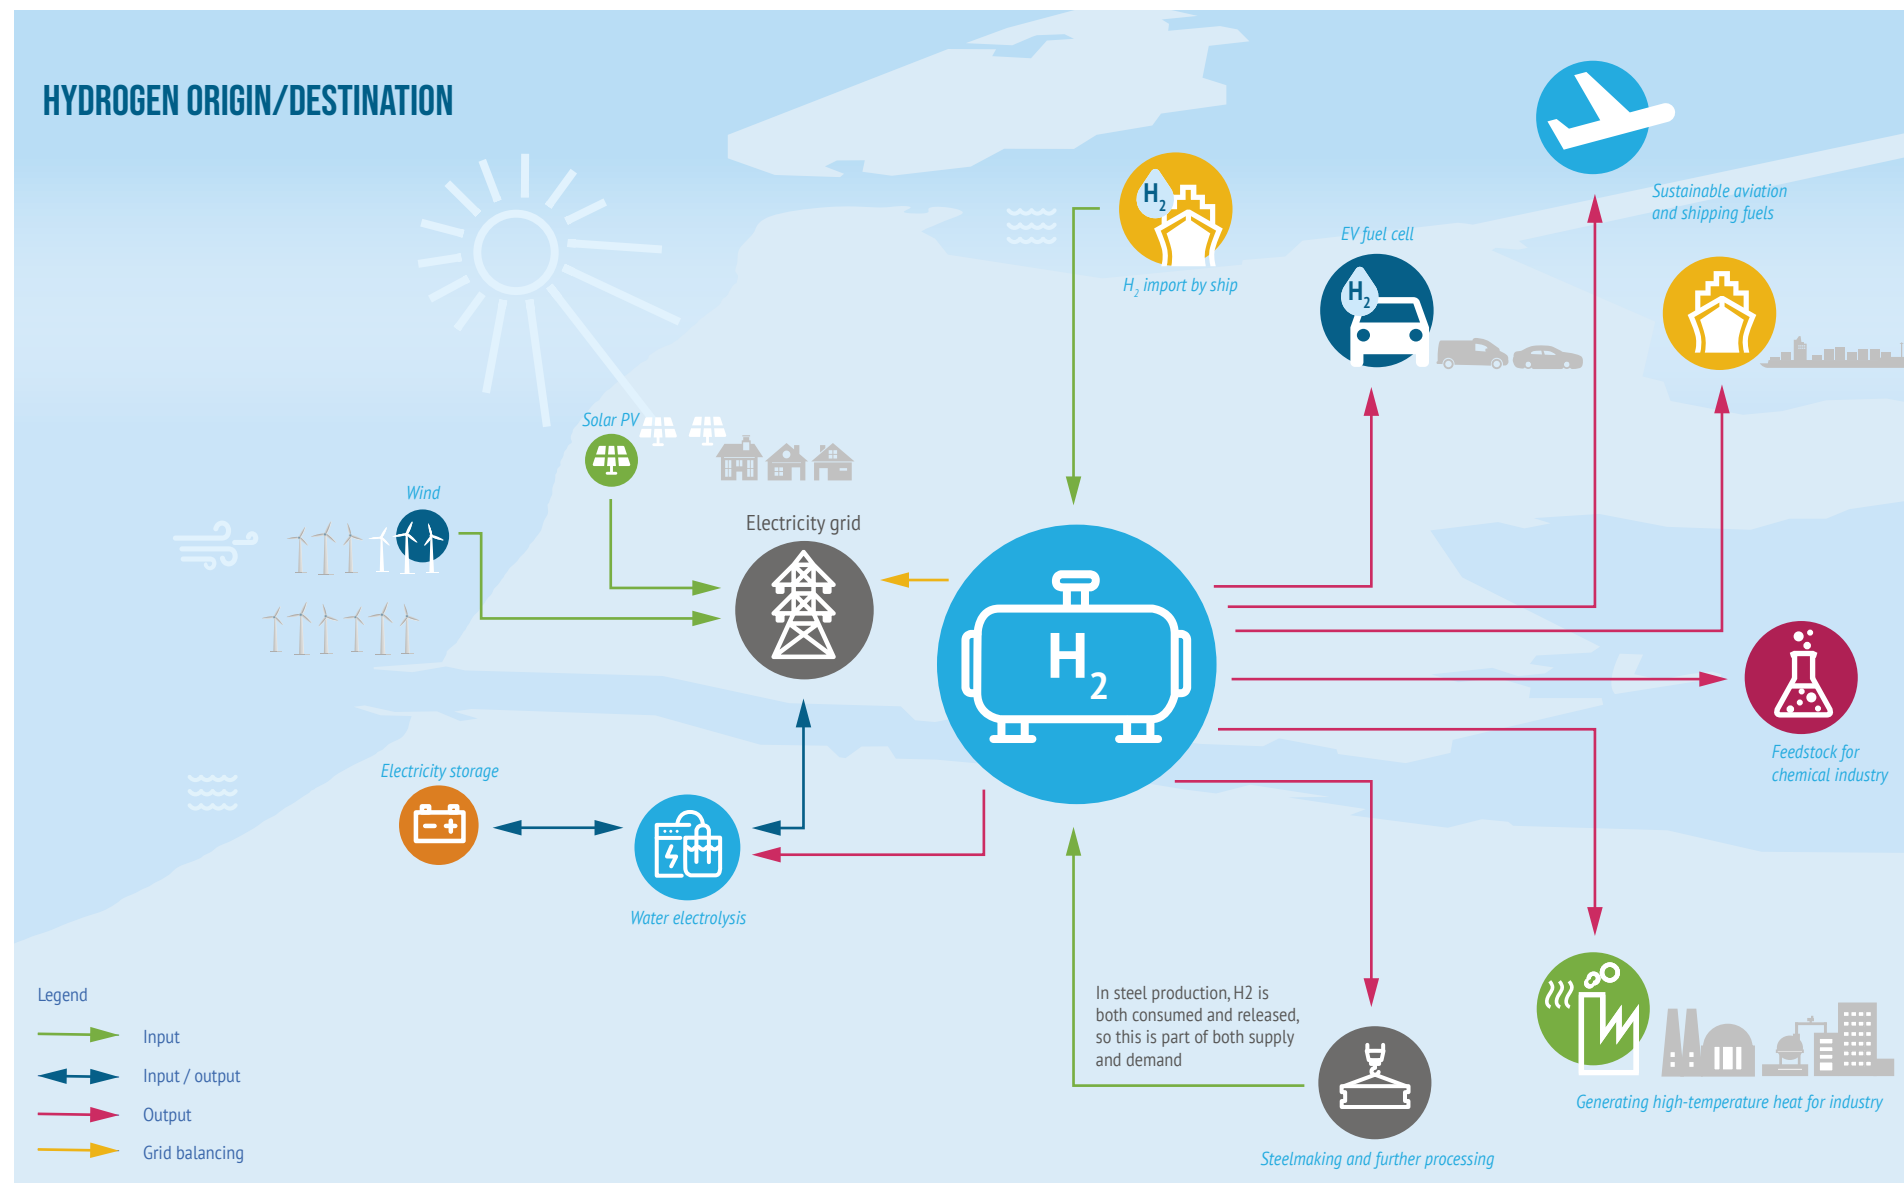 HYDROGEN ORIGIN/DESTINATION
Sustainable aviation
and shipping fuels
H2
H2 import by ship
EV fuel cell
H2
Solar PV
Wind
Electricity grid
H2
Electricity storage
Water electrolysis
Feedstock for
chemical industry
In steel production, H2 is
both consumed and released,
so this is part of both supply
and demand
Generating high-temperature heat for industry
Steelmaking and further processing
Legend
Input
Input / output
Output
Grid balancing